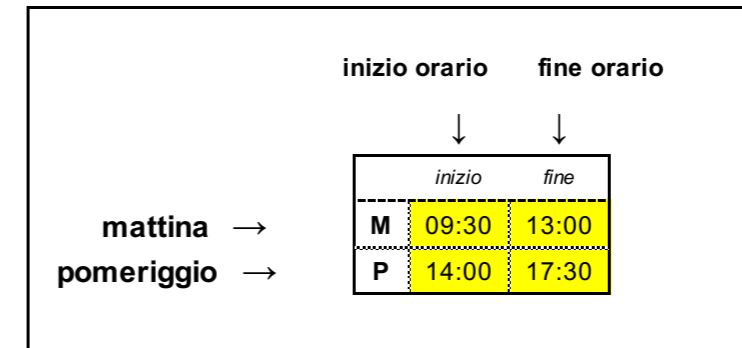 inizio orario fine orario
↓ ↓
inizio fine
mattina → M 09:30 13:00
pomeriggio → P 14:00 17:30